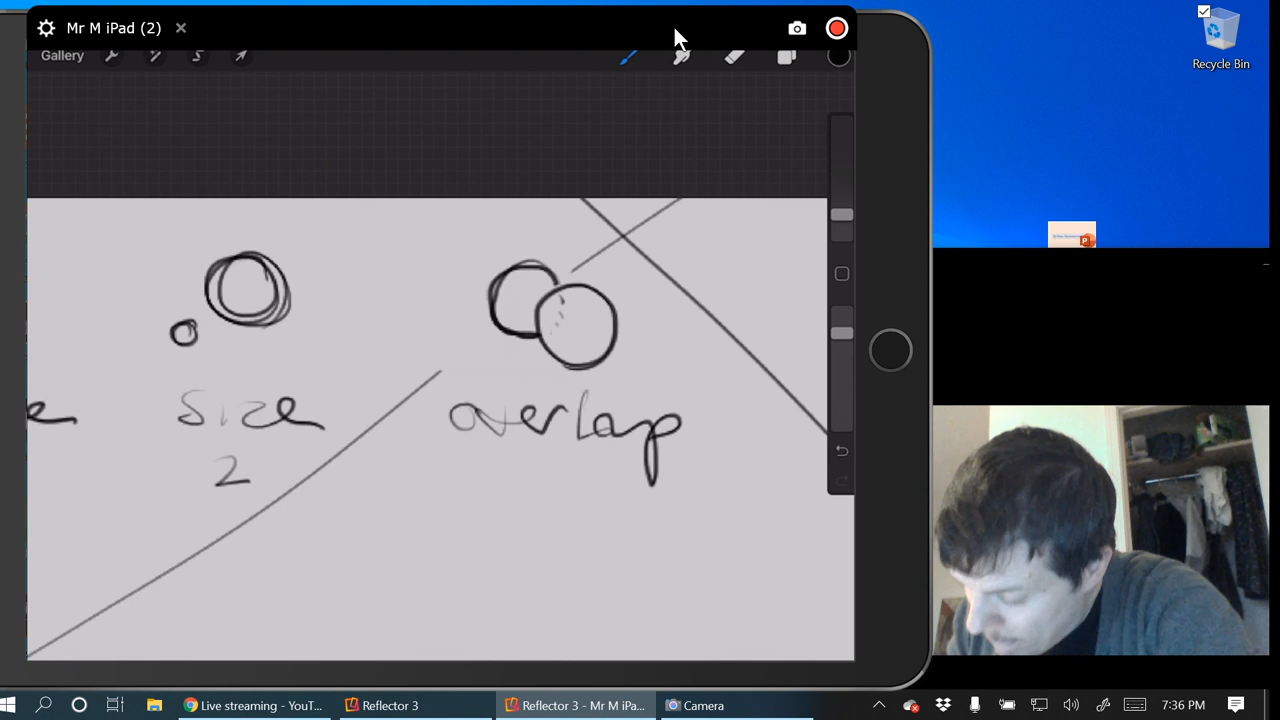 Mr M iPad (2)
Gallery
Recycle Bin
P
e size overlap
2
Live streaming - YouT...
Reflector 3
Reflector 3 - Mr M iPa...
Camera
7:36 PM